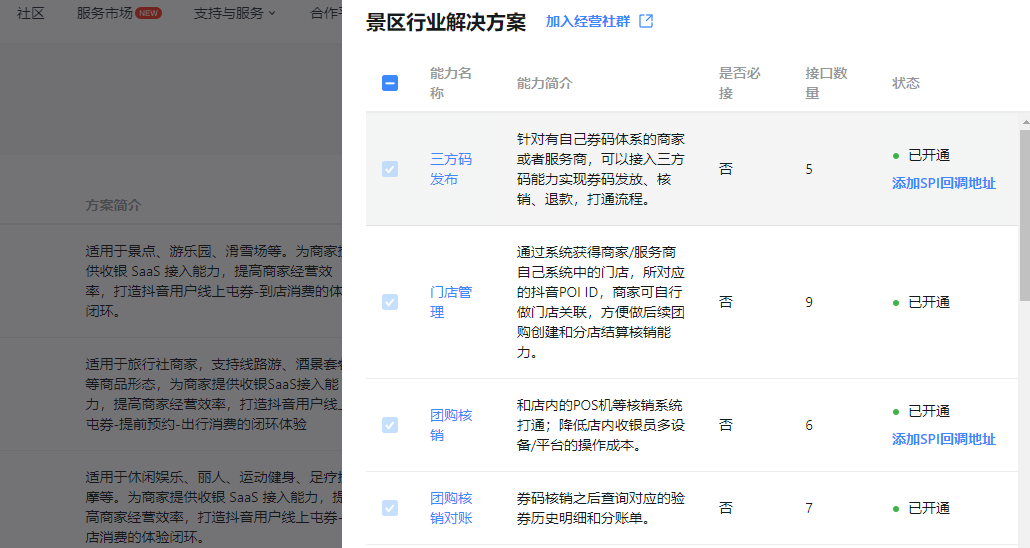 社区
服务市场 NEW
支持与服务
合作平
方案简介
适用于景点、游乐园、滑雪场等。为商家提
供收银 SaaS 接入能力，提高商家经营效
率，打造抖音用户线上屯券-到店消费的体
闭环。
适用于旅行社商家，支持线路游、酒景套餐
等商品形态，为商家提供收银SaaS接入能
力，提高商家经营效率，打造抖音用户线上
屯券-提前预约-出行消费的闭环体验
适用于休闲娱乐、丽人、运动健身、足疗按
摩等。为商家提供收银 SaaS 接入能力，提
高商家经营效率，打造抖音用户线上屯券-
店消费的体验闭环。
景区行业解决方案 加入经营社群
能力名
称
能力简介
是否必
接
接口数
量
状态
三方码
发布
针对有自己券码体系的商家
或者服务商，可以接入三方
码能力实现券码发放、核
销、退款，打通流程。
否
5
已开通
添加SPI回调地址
门店管
理
通过系统获得商家/服务商
自己系统中的门店，所对应
的抖音POI ID，商家可自行
做门店关联，方便做后续团
购创建和分店结算核销能
力。
否
9
已开通
团购核
销
和店内的POS机等核销系统
打通；降低店内收银员多设
备/平台的操作成本。
否
6
已开通
添加SPI回调地址
团购核
销对账
券码核销之后查询对应的验
券历史明细和分账单。
否
7
已开通